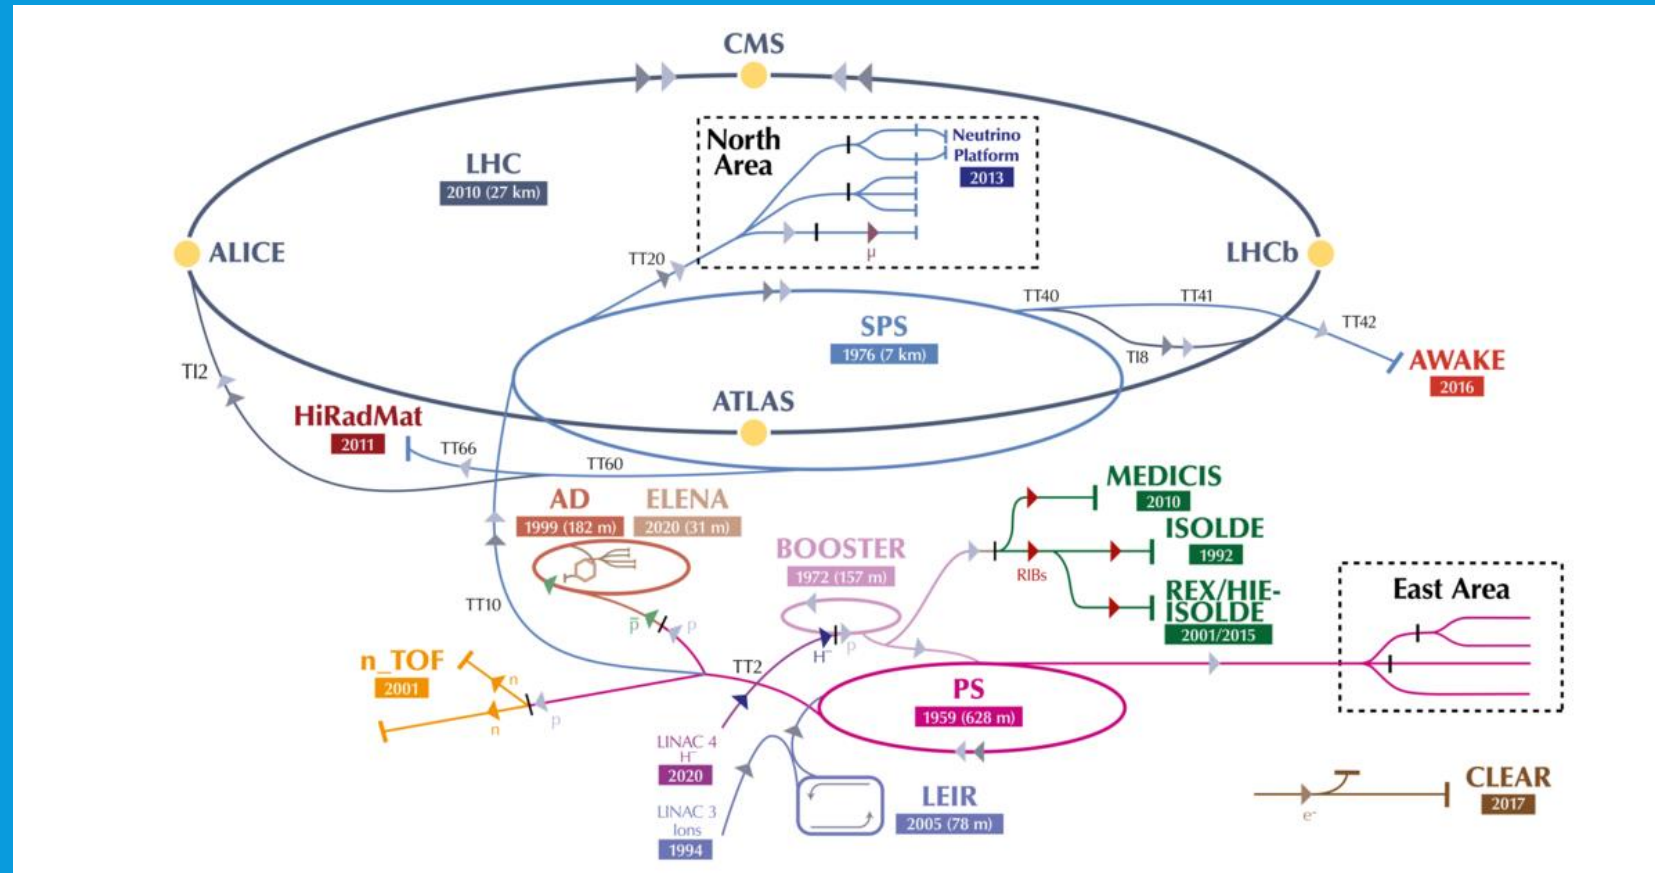 CMS
North
Area
Neutrino
Platform
2013
LHC
2010 (27 km)
μ
ALICE
LHCb
TT20
TT40
TT41
TT42
SPS
1976 (7 km)
TI8
AWAKE
2016
TI2
ATLAS
HiRadMat
2011
TT66
TT60
MEDICIS
2010
AD
1999 (182 m)
ELENA
2020 (31 m)
ISOLDE
1992
BOOSTER
1972 (157 m)
RIBs
REX/HIE-
ISOLDE
2001/2015
East Area
TT10
p̅
p
H⁻
p
n_TOF
2001
n
n
p
TT2
PS
1959 (628 m)
LINAC 4
H⁻
2020
LINAC 3
Ions
1994
LEIR
2005 (78 m)
CLEAR
2017
e⁻